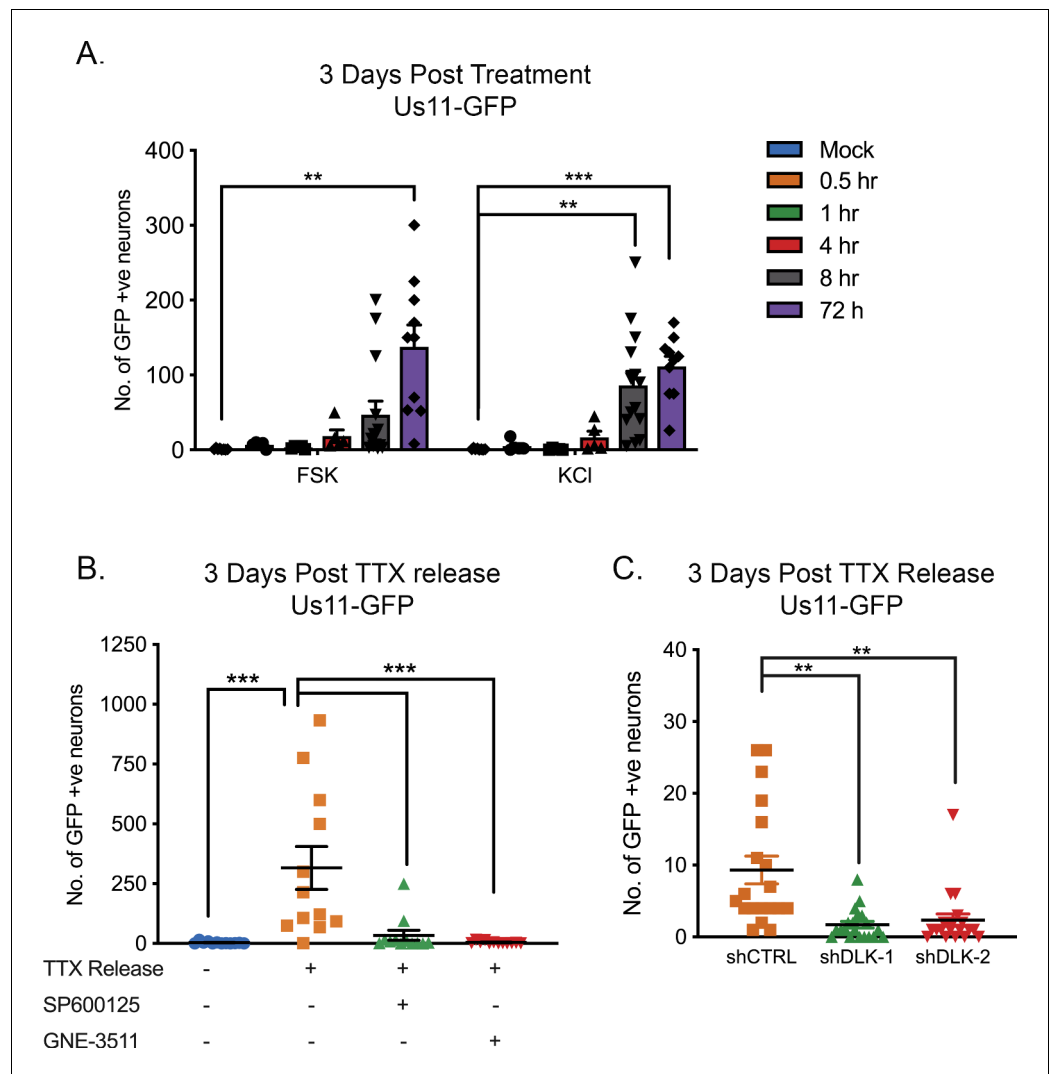 A.
3 Days Post Treatment
Us11-GFP
No. of GFP +ve neurons
400
300
200
100
0
**
***
**
FSK
KCl
Mock
0.5 hr
1 hr
4 hr
8 hr
72 h
B.
3 Days Post TTX release
Us11-GFP
No. of GFP +ve neurons
1250
1000
750
500
250
0
***
***
TTX Release - + + +
SP600125 - - + -
GNE-3511 - - - +
C.
3 Days Post TTX Release
Us11-GFP
No. of GFP +ve neurons
40
30
20
10
0
**
**
shCTRL shDLK-1 shDLK-2